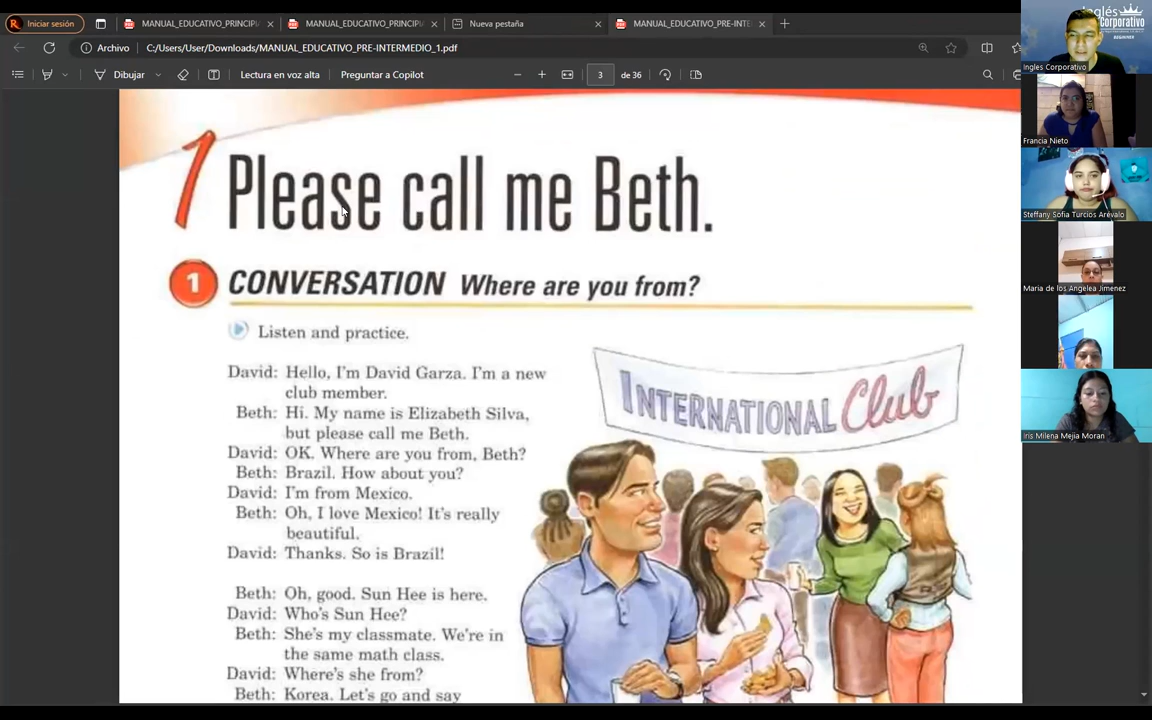 Iniciar sesión
MANUAL_EDUCATIVO_PRINCIPI
MANUAL_EDUCATIVO_PRINCIPI
Nueva pestaña
MANUAL_EDUCATIVO_PRE-INTE
Archivo
C:/Users/User/Downloads/MANUAL_EDUCATIVO_PRE-INTERMEDIO_1.pdf
Dibujar
Lectura en voz alta
Preguntar a Copilot
3
de 36
1 Please call me Beth.
1 CONVERSATION Where are you from?
Listen and practice.
David: Hello, I'm David Garza. I'm a new
club member.
Beth: Hi. My name is Elizabeth Silva,
but please call me Beth.
David: OK. Where are you from, Beth?
Beth: Brazil. How about you?
David: I'm from Mexico.
Beth: Oh, I love Mexico! It's really
beautiful.
David: Thanks. So is Brazil!
Beth: Oh, good. Sun Hee is here.
David: Who's Sun Hee?
Beth: She's my classmate. We're in
the same math class.
David: Where's she from?
Beth: Korea. Let's go and say
INTERNATIONAL Club
Inglés
Corporativo
BEGINNER
Ingles Corporativo
Francia Nieto
Steffany Sofia Turcios Arévalo
Maria de los Angelea Jimenez
Iris Milena Mejia Moran